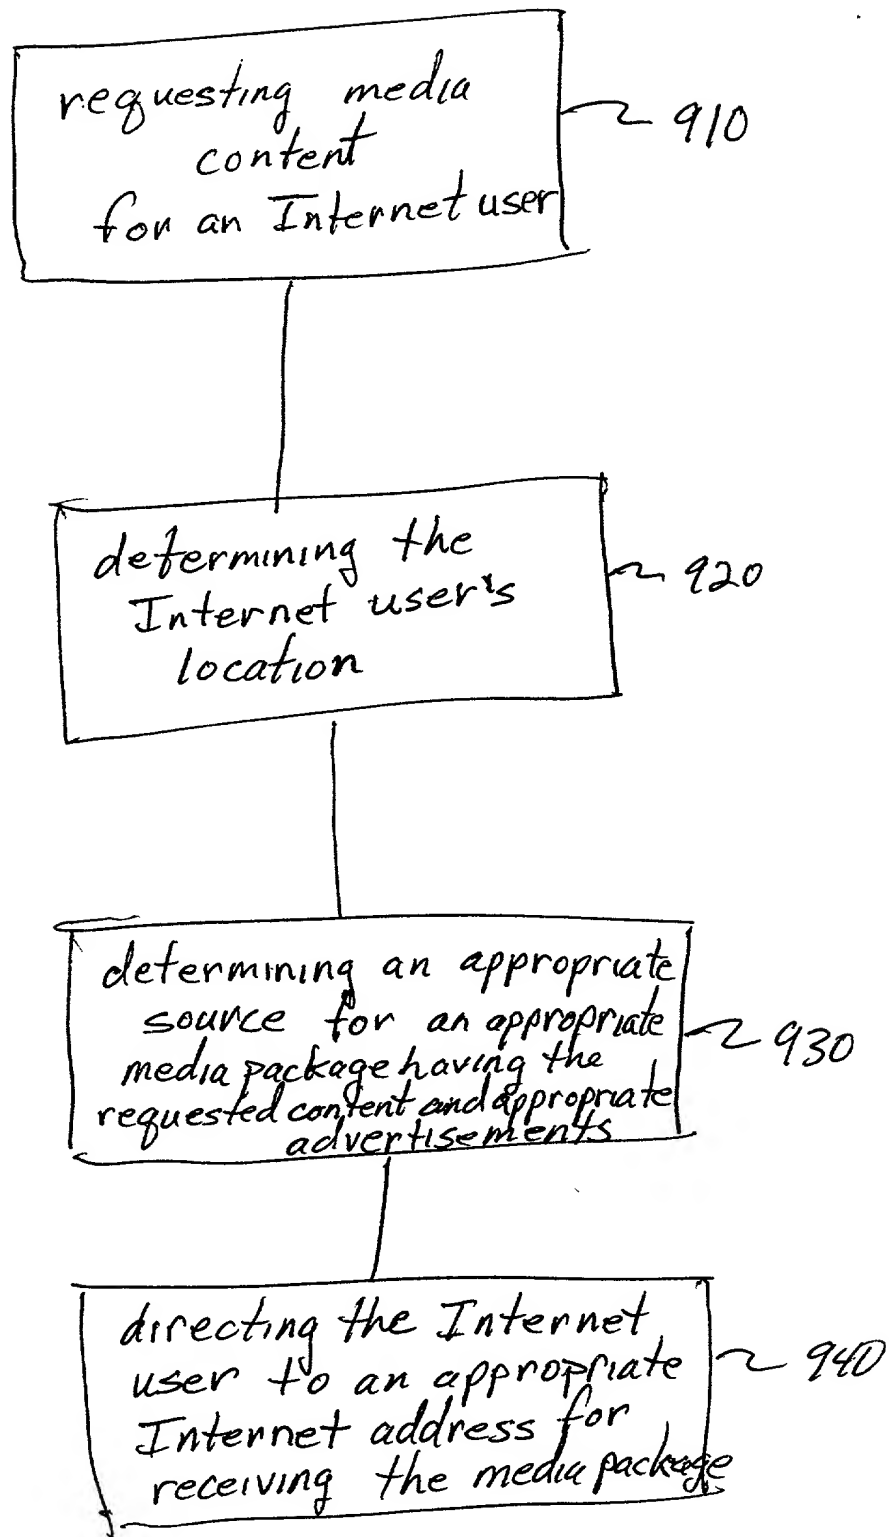 requesting media
content
for an Internet user
910
determining the
Internet user's
location
920
determining an appropriate
source for an appropriate
media package having the
requested content and appropriate
advertisements
930
directing the Internet
user to an appropriate
Internet address for
receiving the media package
940